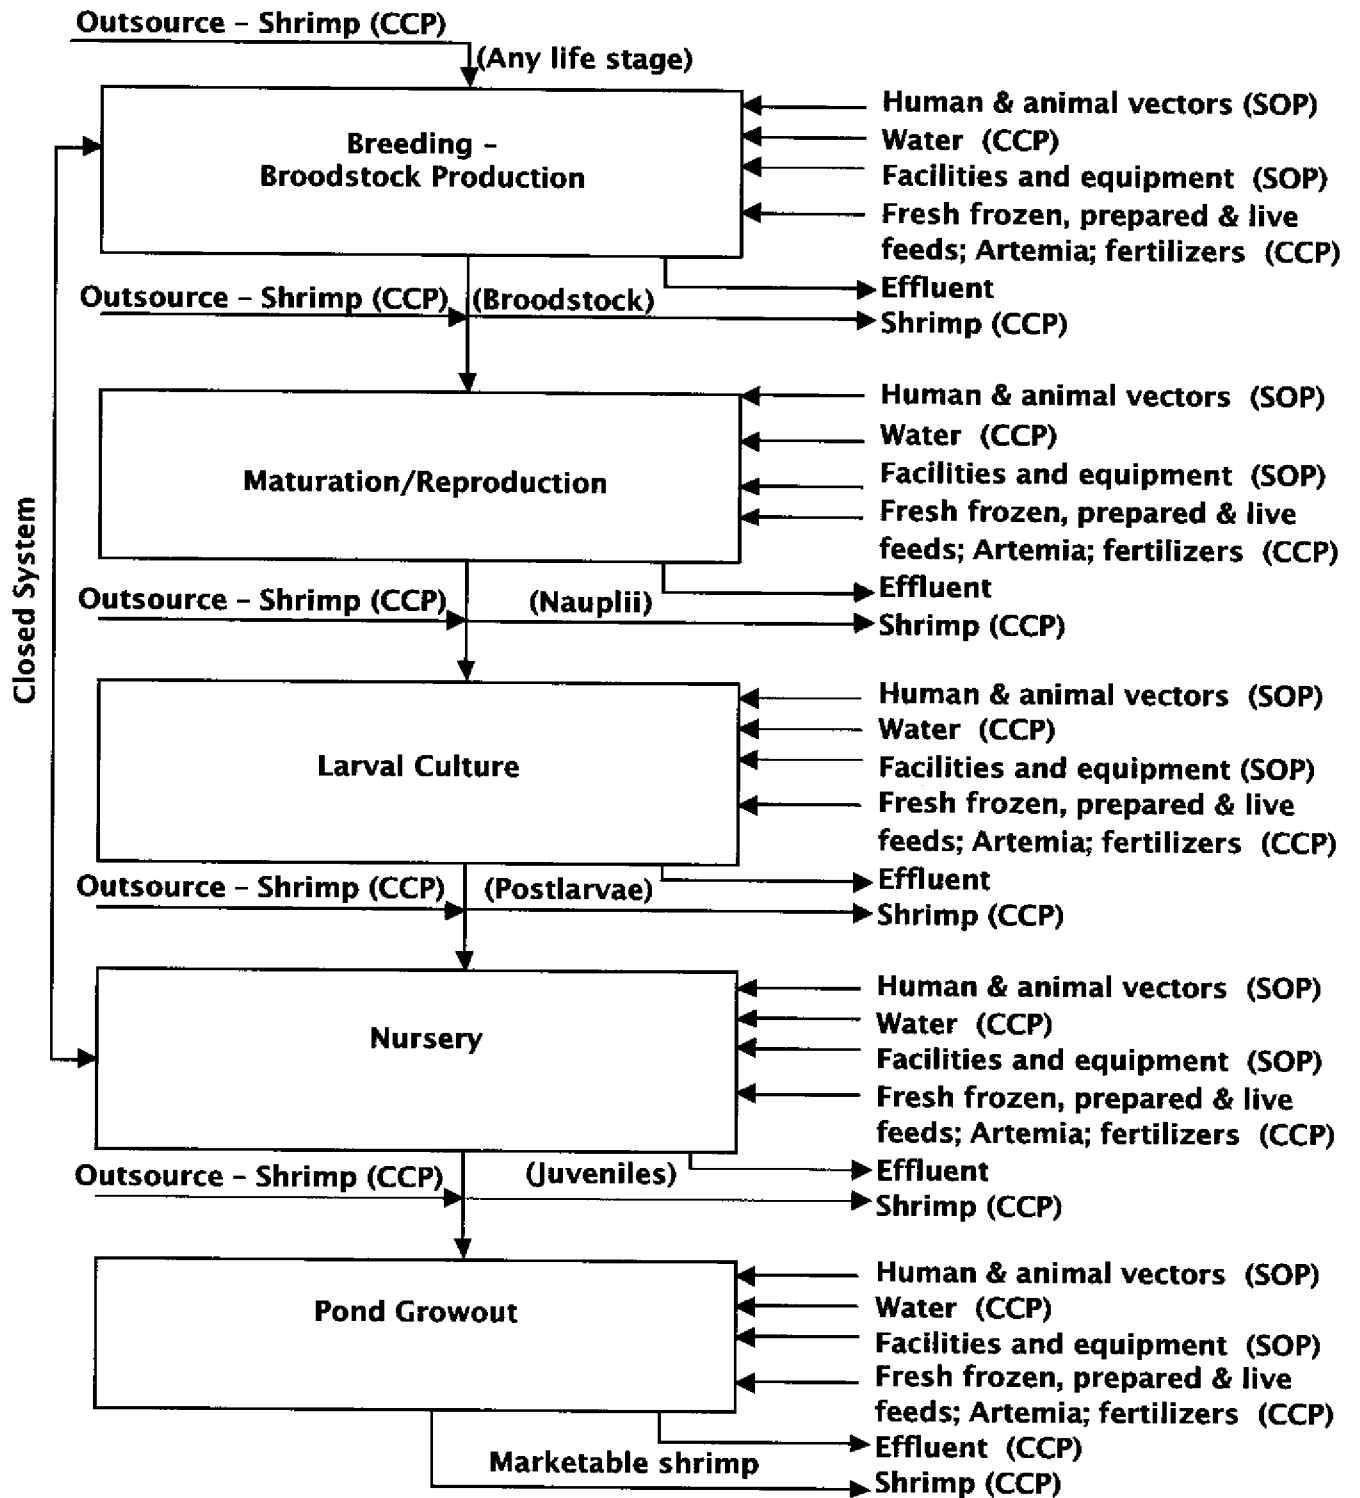 Outsource – Shrimp (CCP)
(Any life stage)
Breeding –
Broodstock Production
Human & animal vectors (SOP)
Water (CCP)
Facilities and equipment (SOP)
Fresh frozen, prepared & live
feeds; Artemia; fertilizers (CCP)
Effluent
Outsource – Shrimp (CCP)
(Broodstock)
Shrimp (CCP)
Maturation/Reproduction
Human & animal vectors (SOP)
Water (CCP)
Facilities and equipment (SOP)
Fresh frozen, prepared & live
feeds; Artemia; fertilizers (CCP)
Effluent
Closed System
Outsource – Shrimp (CCP)
(Nauplii)
Shrimp (CCP)
Larval Culture
Human & animal vectors (SOP)
Water (CCP)
Facilities and equipment (SOP)
Fresh frozen, prepared & live
feeds; Artemia; fertilizers (CCP)
Effluent
Outsource – Shrimp (CCP)
(Postlarvae)
Shrimp (CCP)
Nursery
Human & animal vectors (SOP)
Water (CCP)
Facilities and equipment (SOP)
Fresh frozen, prepared & live
feeds; Artemia; fertilizers (CCP)
Effluent
Outsource – Shrimp (CCP)
(Juveniles)
Shrimp (CCP)
Pond Growout
Human & animal vectors (SOP)
Water (CCP)
Facilities and equipment (SOP)
Fresh frozen, prepared & live
feeds; Artemia; fertilizers (CCP)
Effluent (CCP)
Marketable shrimp
Shrimp (CCP)